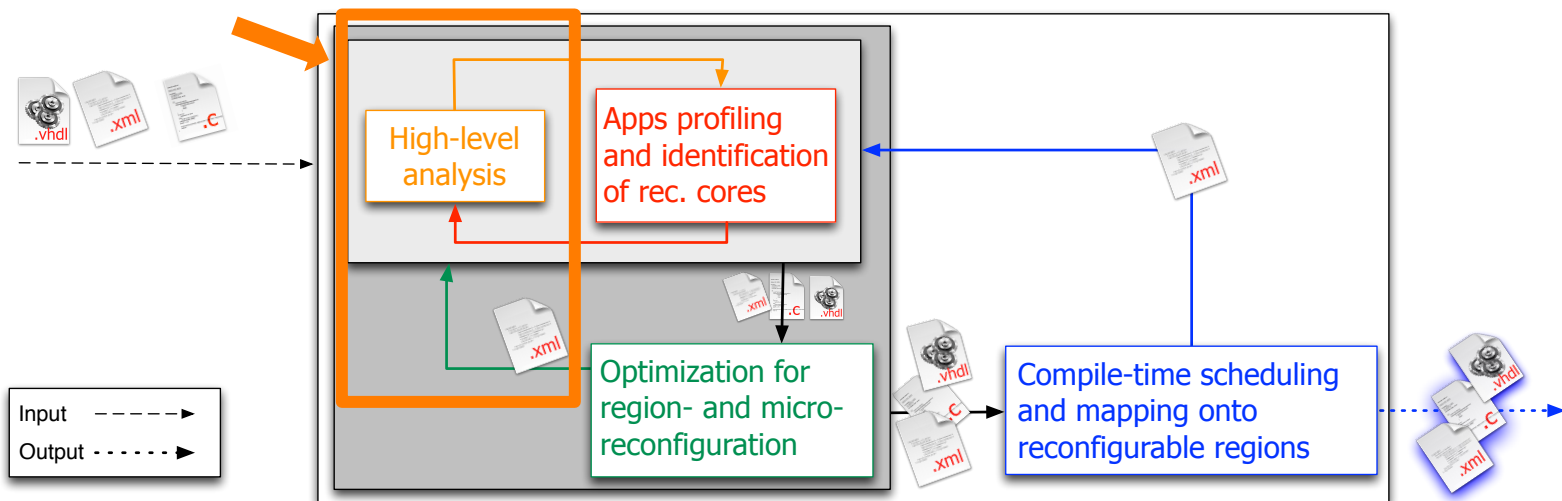 .vhdl
.xml
.c
High-level
analysis
Apps profiling
and identification
of rec. cores
.xml
.xml
.c
.vhdl
.xml
Optimization for
region- and micro-
reconfiguration
.vhdl
.c
.xml
Compile-time scheduling
and mapping onto
reconfigurable regions
.vhdl
.c
.xml
Input
Output